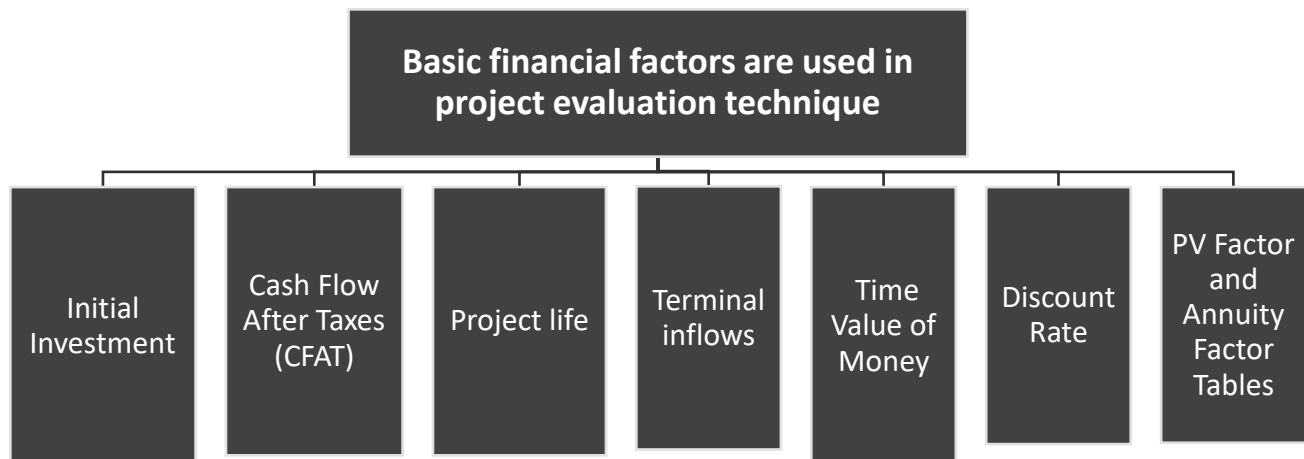 Basic financial factors are used in
project evaluation technique
Initial
Investment
Cash Flow
After Taxes
(CFAT)
Project life
Terminal
inflows
Time
Value of
Money
Discount
Rate
PV Factor
and
Annuity
Factor
Tables